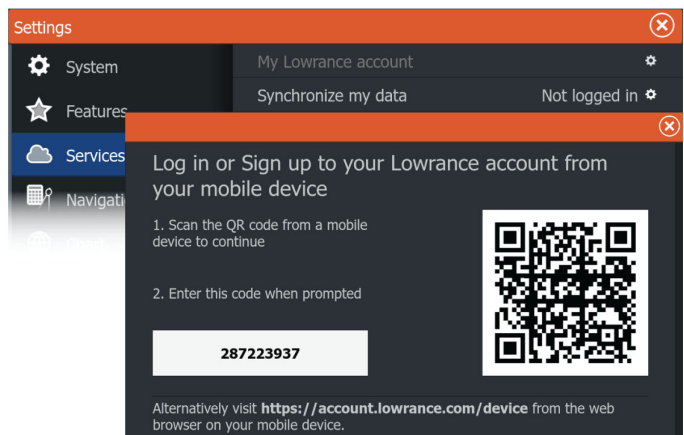 Settings
System
My Lowrance account
Synchronize my data Not logged in
Features
Services
Log in or Sign up to your Lowrance account from
your mobile device
Navigati
1. Scan the QR code from a mobile
device to continue
2. Enter this code when prompted
287223937
Alternatively visit https://account.lowrance.com/device from the web
browser on your mobile device.